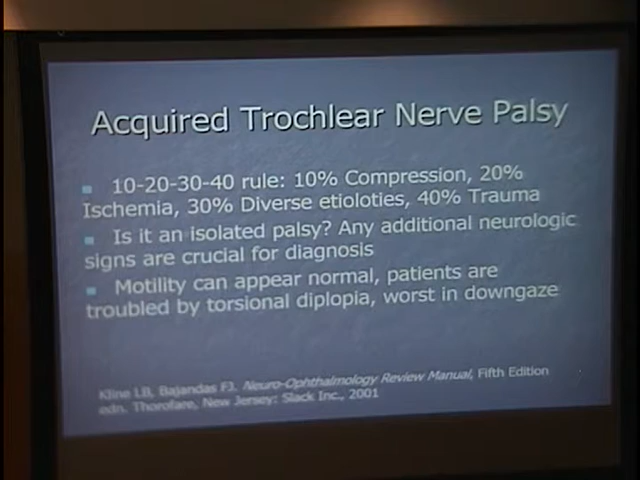 Acquired Trochlear Nerve Palsy
10-20-30-40 rule: 10% Compression, 20%
Ischemia, 30% Diverse etioloties, 40% Trauma
Is it an isolated palsy? Any additional neurologic
signs are crucial for diagnosis
Motility can appear normal, patients are
troubled by torsional diplopia, worst in downgaze
Kline LB, Bajandas FJ. Neuro-Ophthalmology Review Manual, Fifth Edition
edn. Thorofare, New Jersey: Slack Inc., 2001